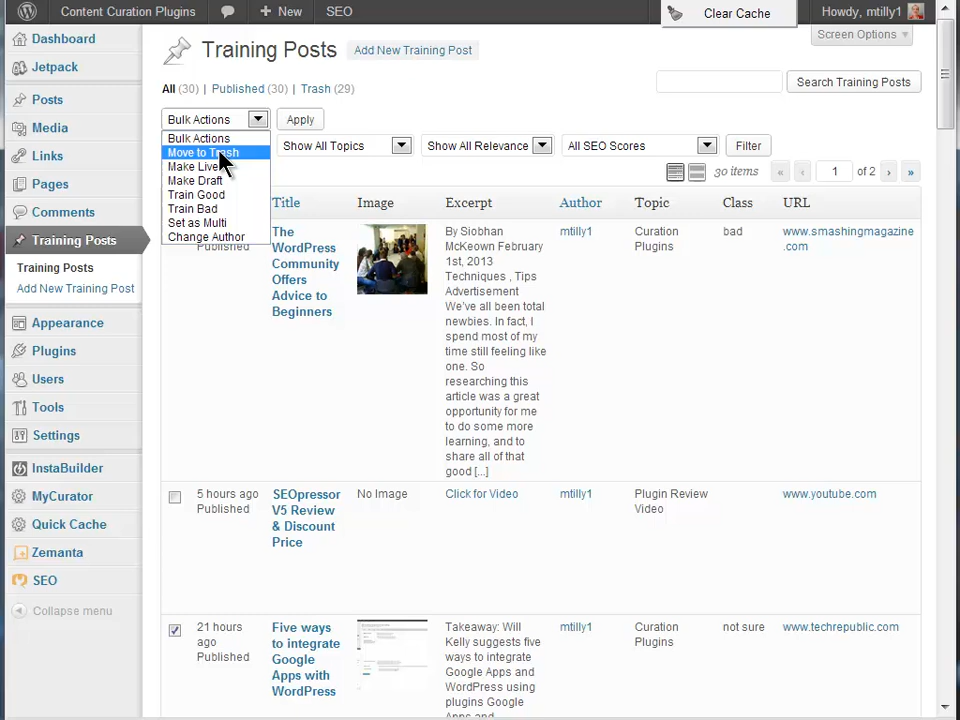 Content Curation Plugins
New
SEO
Clear Cache
Howdy, mtilly1
Dashboard
Jetpack
Posts
Media
Links
Pages
Comments
Training Posts
Training Posts
Add New Training Post
Appearance
Plugins
Users
Tools
Settings
InstaBuilder
MyCurator
Quick Cache
Zemanta
SEO
Collapse menu
Training Posts
Add New Training Post
Screen Options
All (30) | Published (30) | Trash (29)
Search Training Posts
Bulk Actions
Apply
Bulk Actions
Move to Trash
Make Live
Make Draft
Train Good
Train Bad
Set as Multi
Change Author
Show All Topics
Show All Relevance
All SEO Scores
Filter
30 items
«
‹
1
of 2
›
»
Title
Image
Excerpt
Author
Topic
Class
URL
Published
The
WordPress
Community
Offers
Advice to
Beginners
By Siobhan
McKeown February
1st, 2013
Techniques , Tips
Advertisement
We've all been total
newbies. In fact, I
spend most of my
time still feeling like
one. So
researching this
article was a great
opportunity for me
to do some more
learning, and to
share all of that
good [...]
mtilly1
Curation
Plugins
bad
www.smashingmagazine
.com
5 hours ago
Published
SEOpressor
V5 Review
& Discount
Price
No Image
Click for Video
mtilly1
Plugin Review
Video
www.youtube.com
21 hours
ago
Published
Five ways
to integrate
Google
Apps with
WordPress
Takeaway: Will
Kelly suggests five
ways to integrate
Google Apps and
WordPress using
plugins Google
mtilly1
Curation
Plugins
not sure
www.techrepublic.com